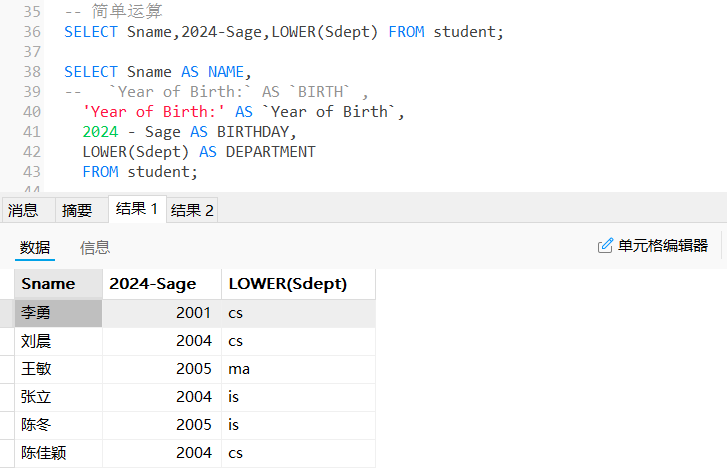 35 -- 简单运算
36 SELECT Sname,2024-Sage,LOWER(Sdept) FROM student;
37
38 SELECT Sname AS NAME,
39 --   `Year of Birth:` AS `BIRTH` ,
40 'Year of Birth:' AS `Year of Birth`,
41 2024 - Sage AS BIRTHDAY,
42 LOWER(Sdept) AS DEPARTMENT
43 FROM student;
44
消息 摘要 结果 1 结果 2
数据 信息 单元格编辑器
Sname 2024-Sage LOWER(Sdept)
李勇 2001 cs
刘晨 2004 cs
王敏 2005 ma
张立 2004 is
陈冬 2005 is
陈佳颖 2004 cs